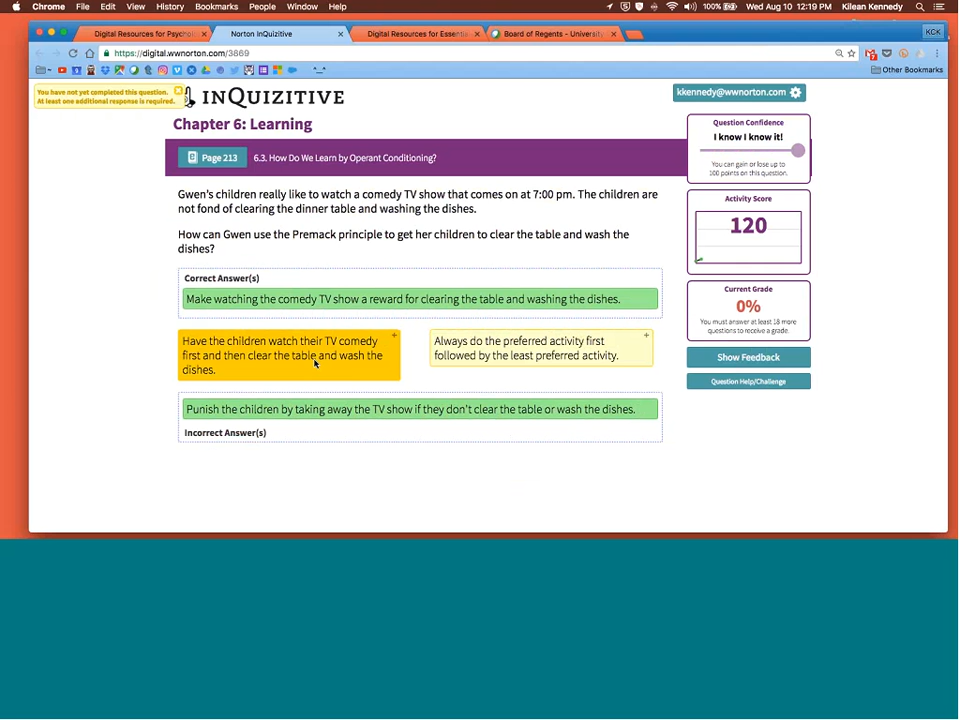 Chrome File Edit View History Bookmarks People Window Help 100% Wed Aug 10 12:19 PM Kilean Kennedy
Digital Resources for Psychol Norton InQuizitive Digital Resources for Essential Board of Regents - University KCK
https://digital.wwnorton.com/3869
Other Bookmarks
You have not yet completed this question.
At least one additional response is required.
INQUIZITIVE
kkennedy@wwnorton.com
Chapter 6: Learning
Page 213 6.3. How Do We Learn by Operant Conditioning?
Gwen's children really like to watch a comedy TV show that comes on at 7:00 pm. The children are
not fond of clearing the dinner table and washing the dishes.
How can Gwen use the Premack principle to get her children to clear the table and wash the
dishes?
Correct Answer(s)
Make watching the comedy TV show a reward for clearing the table and washing the dishes.
Have the children watch their TV comedy
first and then clear the table and wash the
dishes.
Always do the preferred activity first
followed by the least preferred activity.
Punish the children by taking away the TV show if they don't clear the table or wash the dishes.
Incorrect Answer(s)
Question Confidence
I know I know it!
You can gain or lose up to
100 points on this question.
Activity Score
120
Current Grade
0%
You must answer at least 18 more
questions to receive a grade.
Show Feedback
Question Help/Challenge